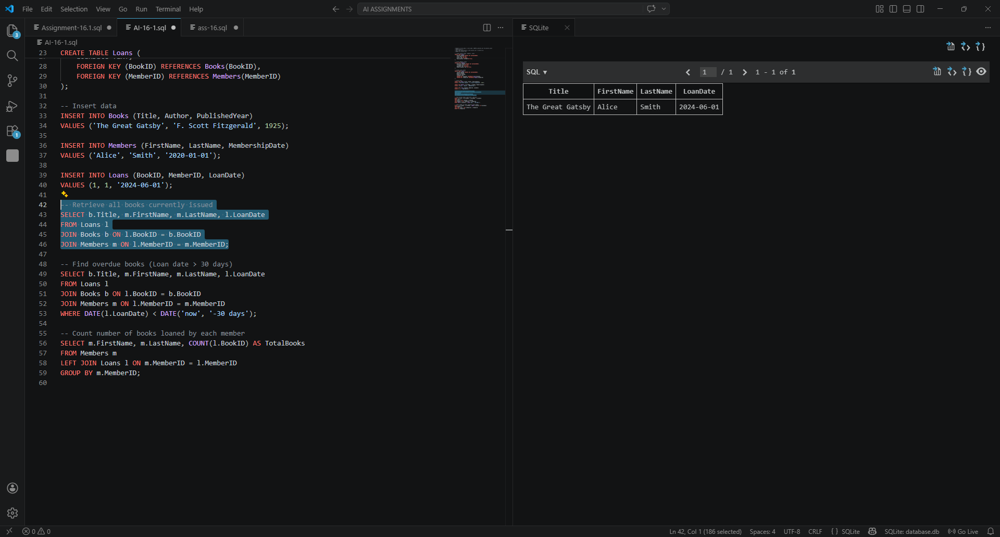 File Edit Selection View Go Run Terminal Help
AI ASSIGNMENTS
Assignment-16.1.sql
AI-16-1.sql
ass-16.sql
SQLite
3
1
AI-16-1.sql
23 CREATE TABLE Loans (
28 FOREIGN KEY (BookID) REFERENCES Books(BookID),
29 FOREIGN KEY (MemberID) REFERENCES Members(MemberID)
30 );
31
32 -- Insert data
33 INSERT INTO Books (Title, Author, PublishedYear)
34 VALUES ('The Great Gatsby', 'F. Scott Fitzgerald', 1925);
35
36 INSERT INTO Members (FirstName, LastName, MembershipDate)
37 VALUES ('Alice', 'Smith', '2020-01-01');
38
39 INSERT INTO Loans (BookID, MemberID, LoanDate)
40 VALUES (1, 1, '2024-06-01');
41
42 -- Retrieve all books currently issued
43 SELECT b.Title, m.FirstName, m.LastName, l.LoanDate
44 FROM Loans l
45 JOIN Books b ON l.BookID = b.BookID
46 JOIN Members m ON l.MemberID = m.MemberID;
47
48 -- Find overdue books (Loan date > 30 days)
49 SELECT b.Title, m.FirstName, m.LastName, l.LoanDate
50 FROM Loans l
51 JOIN Books b ON l.BookID = b.BookID
52 JOIN Members m ON l.MemberID = m.MemberID
53 WHERE DATE(l.LoanDate) < DATE('now', '-30 days');
54
55 -- Count number of books loaned by each member
56 SELECT m.FirstName, m.LastName, COUNT(l.BookID) AS TotalBooks
57 FROM Members m
58 LEFT JOIN Loans l ON m.MemberID = l.MemberID
59 GROUP BY m.MemberID;
60
SQL ▼ 1 / 1 1 - 1 of 1
Title FirstName LastName LoanDate
The Great Gatsby Alice Smith 2024-06-01
0 0 Ln 42, Col 1 (186 selected) Spaces: 4 UTF-8 CRLF { } SQLite SQLite: database.db Go Live